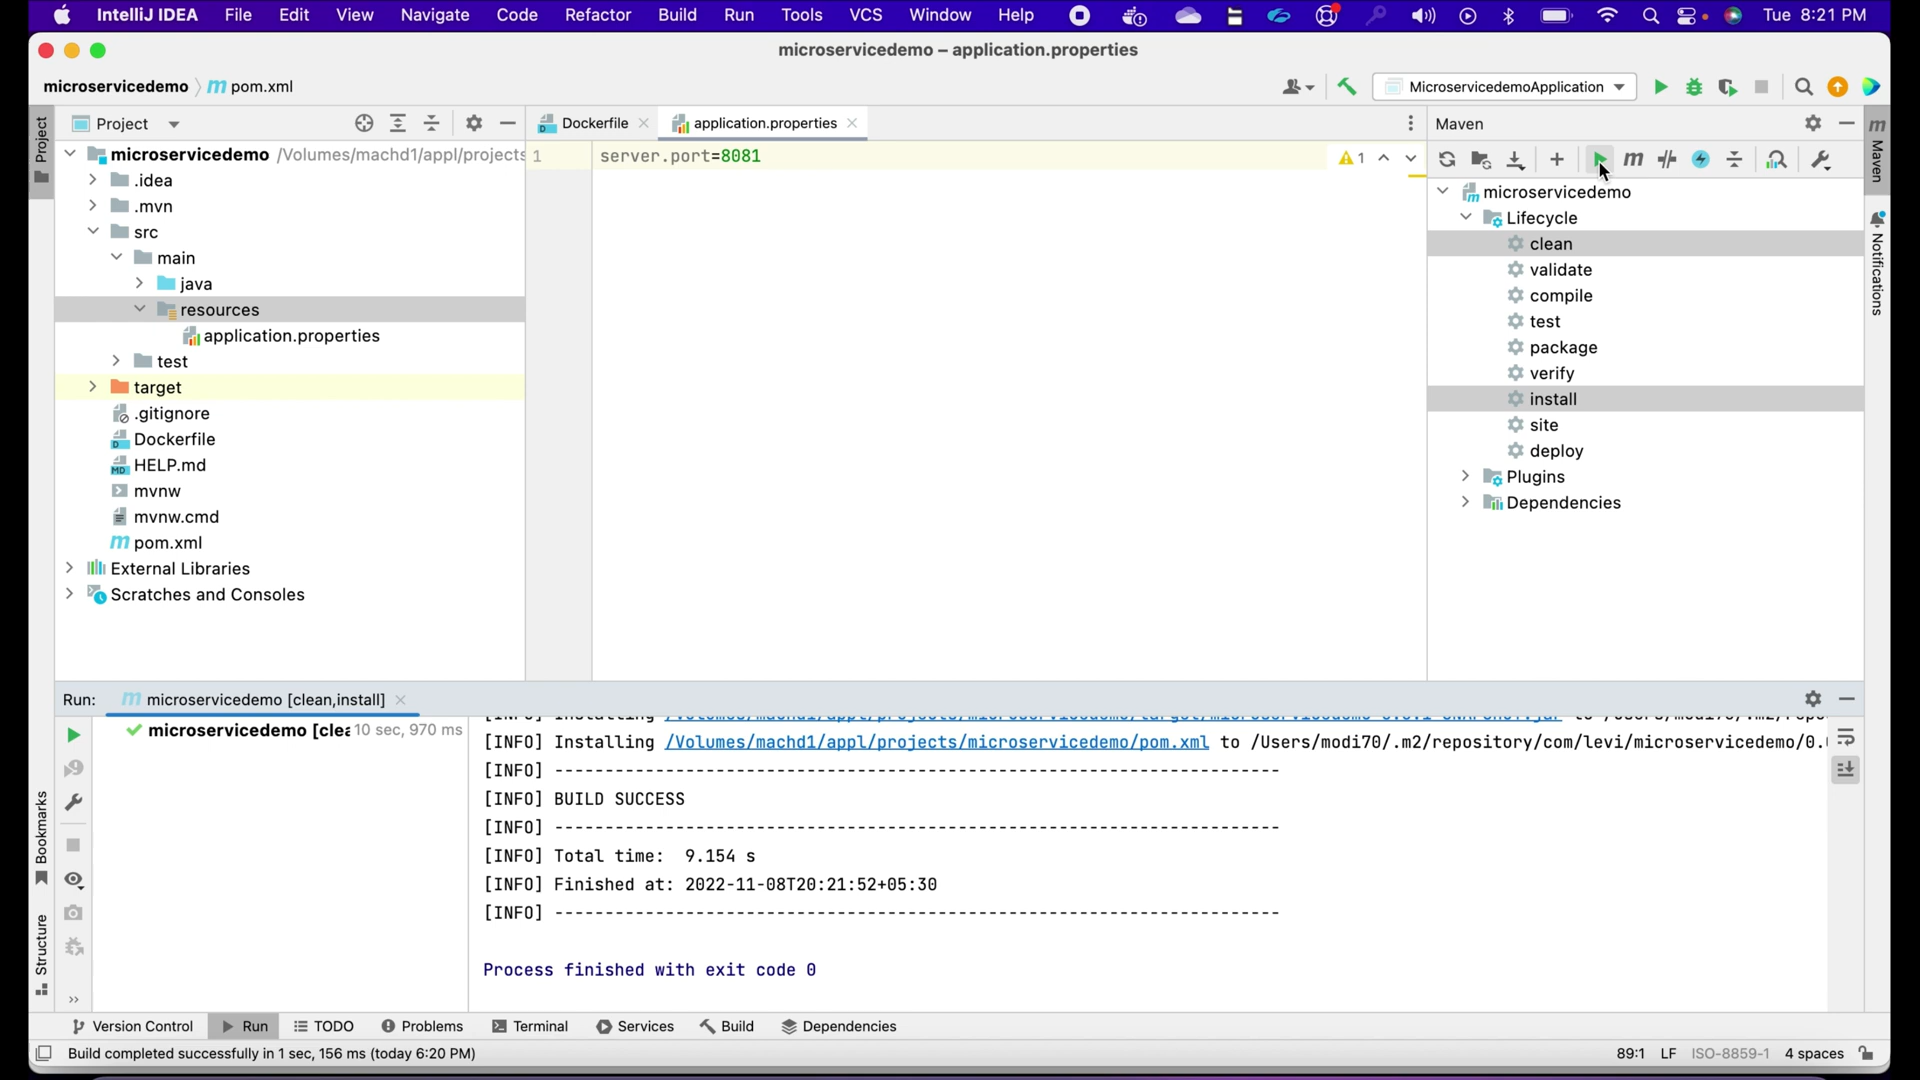 IntelliJ IDEA File Edit View Navigate Code Refactor Build Run Tools VCS Window Help Tue 8:21 PM
microservicedemo – application.properties
microservicedemo pom.xml MicroservicedemoApplication
Project
Project
Dockerfile application.properties
Maven
Maven
Notifications
microservicedemo /Volumes/machd1/appl/projects
1 server.port=8081
1
.idea
.mvn
src
main
java
resources
application.properties
test
target
.gitignore
Dockerfile
HELP.md
mvnw
mvnw.cmd
pom.xml
External Libraries
Scratches and Consoles
microservicedemo
Lifecycle
clean
validate
compile
test
package
verify
install
site
deploy
Plugins
Dependencies
Run: microservicedemo [clean,install]
microservicedemo [clea 10 sec, 970 ms
[INFO] Installing /Volumes/machd1/appl/projects/microservicedemo/pom.xml to /Users/modi70/.m2/repository/com/levi/microservicedemo/0.
[INFO] ------------------------------------------------------------------------
[INFO] BUILD SUCCESS
[INFO] ------------------------------------------------------------------------
[INFO] Total time:  9.154 s
[INFO] Finished at: 2022-11-08T20:21:52+05:30
[INFO] ------------------------------------------------------------------------
Process finished with exit code 0
Bookmarks
Structure
Version Control Run TODO Problems Terminal Services Build Dependencies
Build completed successfully in 1 sec, 156 ms (today 6:20 PM) 89:1 LF ISO-8859-1 4 spaces